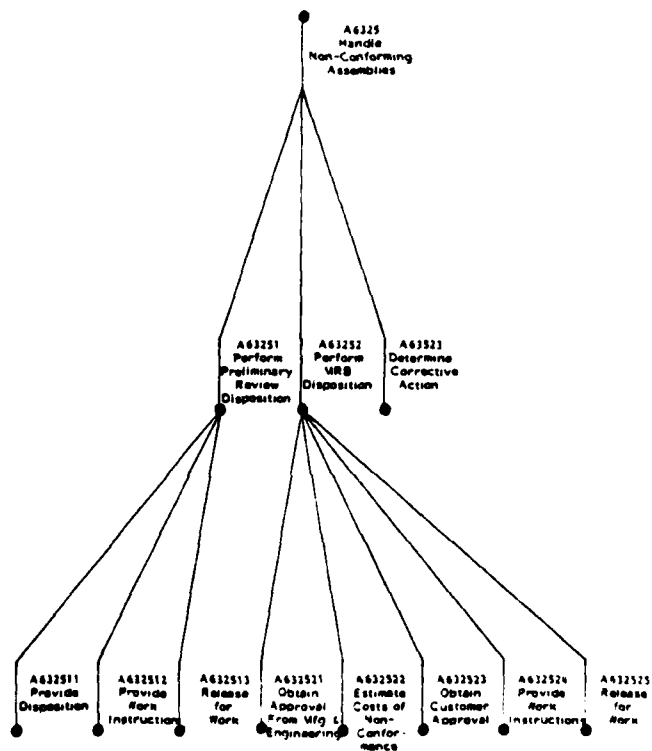 A6325
Handle
Non-Conforming
Assemblies
A63251
Perform
Preliminary
Review
Disposition
A63252
Perform
MRB
Disposition
A63523
Determine
Corrective
Action
A632511
Provide
Disposition
A632512
Provide
Work
Instruction
A632513
Release
for
Work
A632521
Obtain
Approval
From Mfg &
Engineering
A632522
Estimate
Costs of
Non-
Confor-
mance
A632523
Obtain
Customer
Approval
A632524
Provide
Work
Instructions
A632525
Release
for
Work